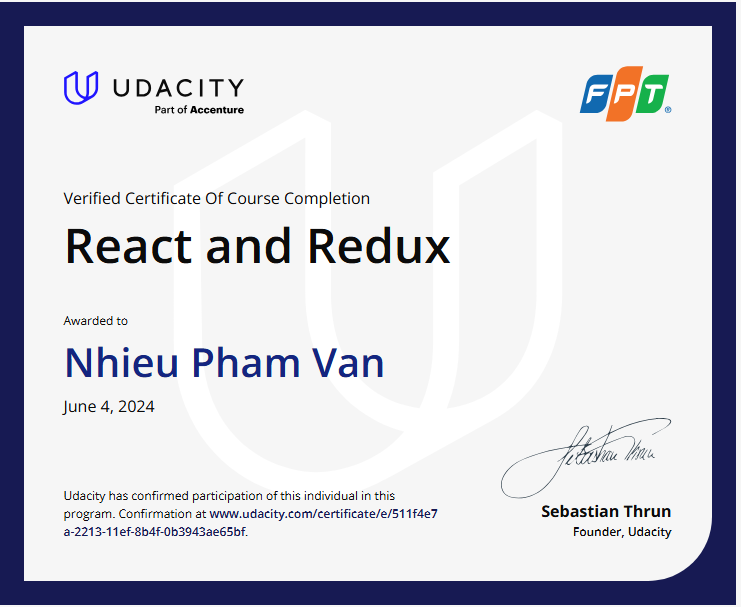 UDACITY
Part of Accenture
FPT®
Verified Certificate Of Course Completion
React and Redux
Awarded to
Nhieu Pham Van
June 4, 2024
Sebastian Thrun
Udacity has confirmed participation of this individual in this
program. Confirmation at www.udacity.com/certificate/e/511f4e7
a-2213-11ef-8b4f-0b3943ae65bf.
Sebastian Thrun
Founder, Udacity